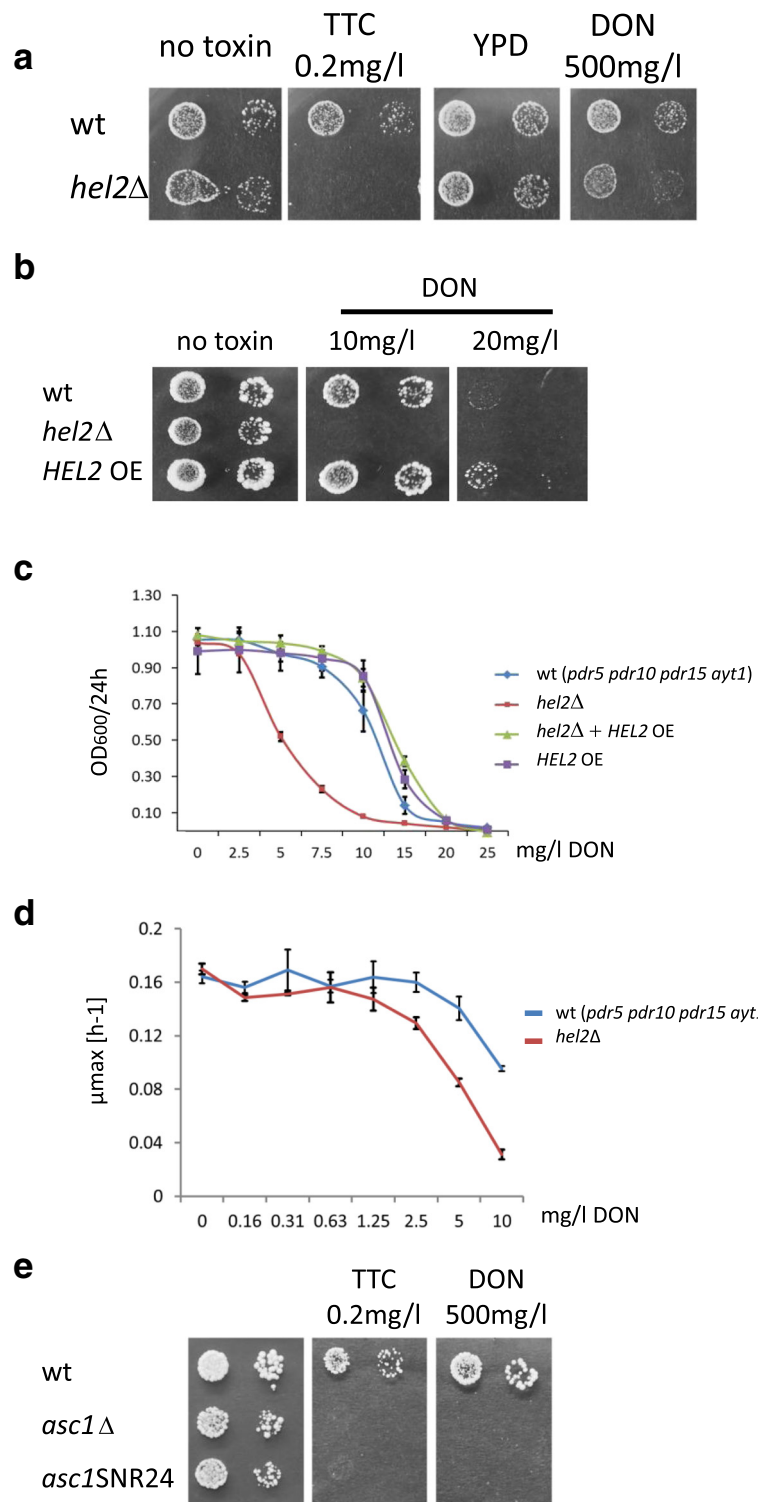 a
no toxin
TTC
0.2mg/l
YPD
DON
500mg/l
wt
hel2Δ
b
DON
no toxin
10mg/l
20mg/l
wt
hel2Δ
HEL2 OE
c
OD600/24h
1.30
1.10
0.90
0.70
0.50
0.30
0.10
0 2.5 5 7.5 10 15 20 25
mg/l DON
wt (pdr5 pdr10 pdr15 ayt1)
hel2Δ
hel2Δ + HEL2 OE
HEL2 OE
d
μmax [h-1]
0.2
0.16
0.12
0.08
0.04
0
0 0.16 0.31 0.63 1.25 2.5 5 10
mg/l DON
wt (pdr5 pdr10 pdr15 ayt
hel2Δ
e
TTC
0.2mg/l
DON
500mg/l
wt
asc1Δ
asc1SNR24